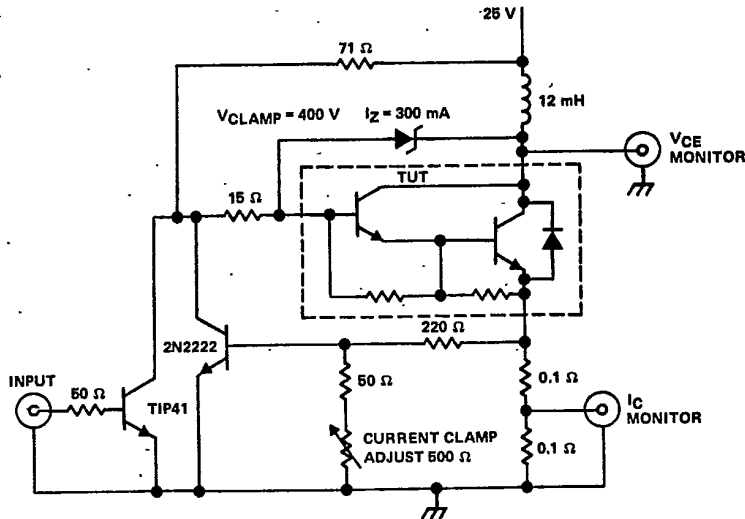 25 V
71 Ω
12 mH
VCLAMP = 400 V   IZ = 300 mA
VCE
MONITOR
TUT
15 Ω
220 Ω
2N2222
INPUT
50 Ω
50 Ω
0.1 Ω
TIP41
IC
MONITOR
CURRENT CLAMP
ADJUST 500 Ω
0.1 Ω